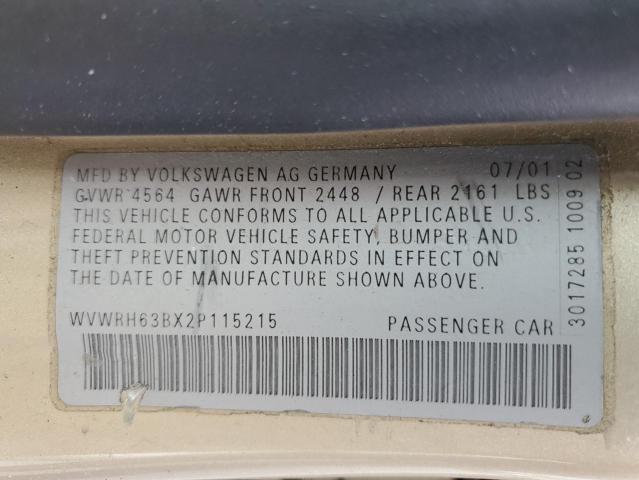 MFD BY VOLKSWAGEN AG GERMANY 07/01
GVWR 4564 GAWR FRONT 2448 / REAR 2161 LBS
THIS VEHICLE CONFORMS TO ALL APPLICABLE U.S.
FEDERAL MOTOR VEHICLE SAFETY, BUMPER AND
THEFT PREVENTION STANDARDS IN EFFECT ON
THE DATE OF MANUFACTURE SHOWN ABOVE.
WVWRH63BX2P115215 PASSENGER CAR
3017285 1009 02